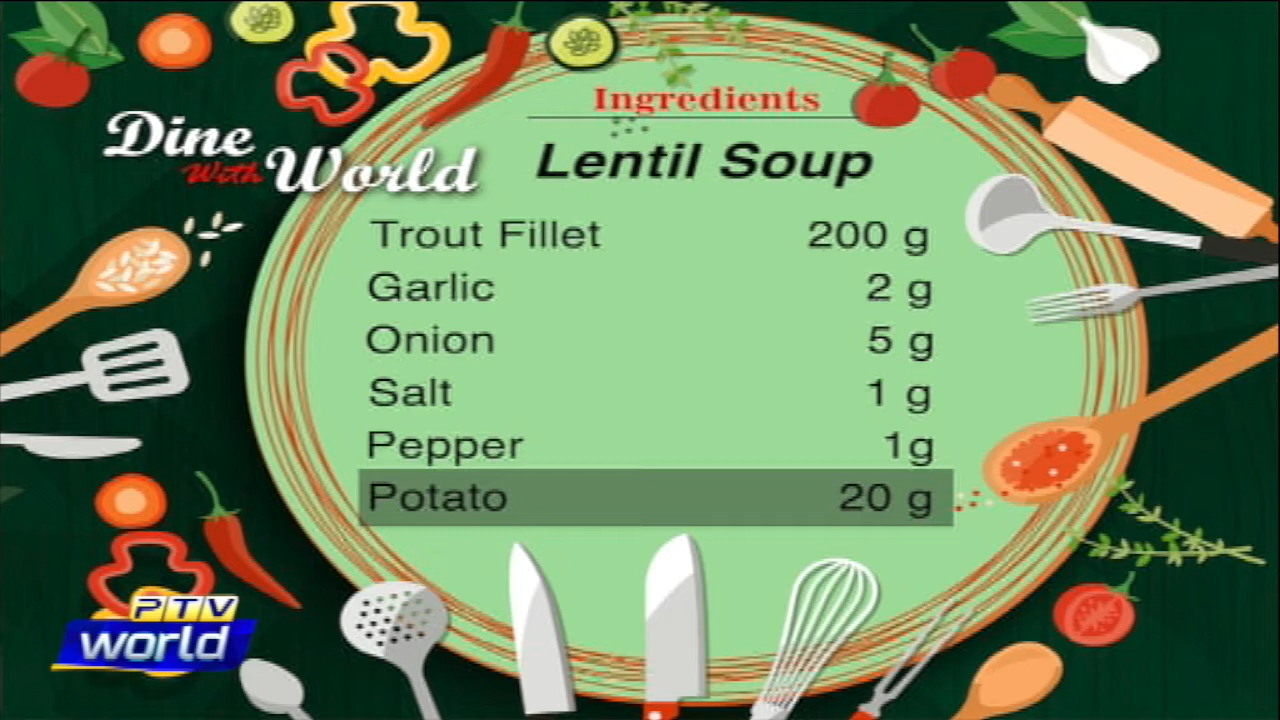 Ingredients
Dine
With World
Lentil Soup
Trout Fillet 200 g
Garlic 2 g
Onion 5 g
Salt 1 g
Pepper 1g
Potato 20 g
PTV
world